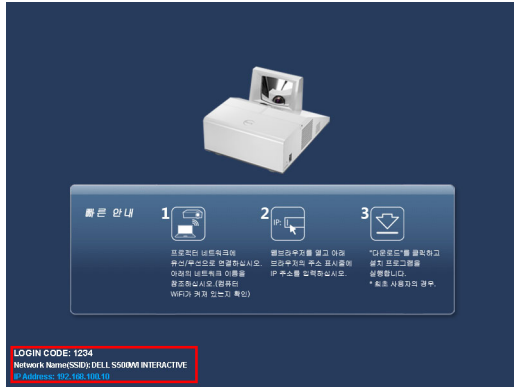 빠른 안내
1
프로젝터 네트워크에
유선/무선으로 연결하십시오.
아래의 네트워크 이름을
참조하십시오.(컴퓨터
WiFi가 켜져 있는지 확인)
2
IP:
웹브라우저를 열고 아래
브라우저의 주소 표시줄에
IP 주소를 입력하십시오.
3
"다운로드"를 클릭하고
설치 프로그램을
실행합니다.
* 최초 사용자의 경우.
LOGIN CODE: 1234
Network Name(SSID): DELL S500WI INTERACTIVE
IP Address: 192.168.100.10